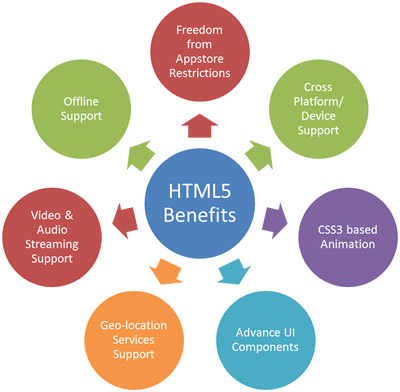 Freedom
from
Appstore
Restrictions
Cross
Platform/
Device
Support
CSS3 based
Animation
Advance UI
Components
Geo-location
Services
Support
Video &
Audio
Streaming
Support
Offline
Support
HTML5
Benefits